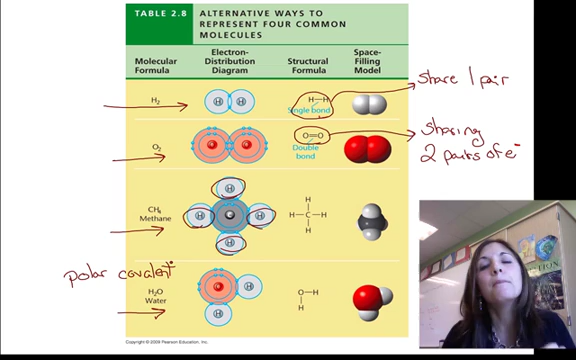 TABLE 2.8 ALTERNATIVE WAYS TO
REPRESENT FOUR COMMON
MOLECULES
Molecular
Formula
Electron-
Distribution
Diagram
Structural
Formula
Space-
Filling
Model
H2
H H
H—H
Single bond
Share 1 pair
O2
O O
O=O
Double
bond
sharing
2 pairs of e-
CH4
Methane
H
H C H
H
H
H—C—H
H
polar covalent
H2O
Water
O H
H
O—H
H
Copyright © 2009 Pearson Education, Inc.